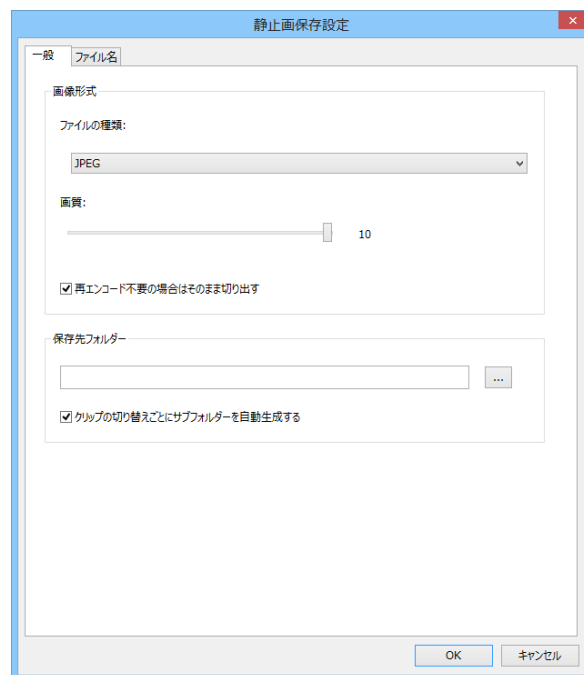 静止画保存設定
一般
ファイル名
画像形式
ファイルの種類:
JPEG
画質:
10
再エンコード不要の場合はそのまま切り出す
保存先フォルダー
...
クリップの切り替えごとにサブフォルダーを自動生成する
OK
キャンセル